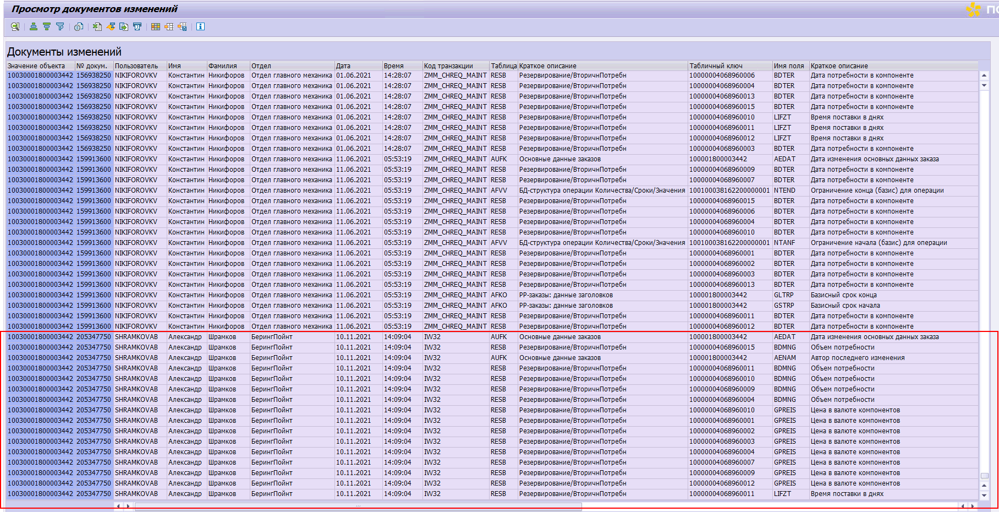 Просмотр документов изменений
ПО
Документы изменений
Значение объекта № докум. Пользователь Имя Фамилия Отдел Дата Время Код транзакции Таблица Краткое описание Табличный ключ Имя поля Краткое описание
10030001800003442 156938250 NIKIFOROVKV Константин Никифоров Отдел главного механика 01.06.2021 14:28:07 ZMM_CHREQ_MAINT RESB Резервирование/ВторичнПотребн 10000004068960006 BDTER Дата потребности в компоненте
10030001800003442 156938250 NIKIFOROVKV Константин Никифоров Отдел главного механика 01.06.2021 14:28:07 ZMM_CHREQ_MAINT RESB Резервирование/ВторичнПотребн 10000004068960004 BDTER Дата потребности в компоненте
10030001800003442 156938250 NIKIFOROVKV Константин Никифоров Отдел главного механика 01.06.2021 14:28:07 ZMM_CHREQ_MAINT RESB Резервирование/ВторичнПотребн 10000004068960013 BDTER Дата потребности в компоненте
10030001800003442 156938250 NIKIFOROVKV Константин Никифоров Отдел главного механика 01.06.2021 14:28:07 ZMM_CHREQ_MAINT RESB Резервирование/ВторичнПотребн 10000004068960015 BDTER Дата потребности в компоненте
10030001800003442 156938250 NIKIFOROVKV Константин Никифоров Отдел главного механика 01.06.2021 14:28:07 ZMM_CHREQ_MAINT RESB Резервирование/ВторичнПотребн 10000004068960010 LIFZT Время поставки в днях
10030001800003442 156938250 NIKIFOROVKV Константин Никифоров Отдел главного механика 01.06.2021 14:28:07 ZMM_CHREQ_MAINT RESB Резервирование/ВторичнПотребн 10000004068960011 LIFZT Время поставки в днях
10030001800003442 156938250 NIKIFOROVKV Константин Никифоров Отдел главного механика 01.06.2021 14:28:07 ZMM_CHREQ_MAINT RESB Резервирование/ВторичнПотребн 10000004068960012 LIFZT Время поставки в днях
10030001800003442 156938250 NIKIFOROVKV Константин Никифоров Отдел главного механика 01.06.2021 14:28:07 ZMM_CHREQ_MAINT RESB Резервирование/ВторичнПотребн 10000004068960003 BDTER Дата потребности в компоненте
10030001800003442 159913600 NIKIFOROVKV Константин Никифоров Отдел главного механика 11.06.2021 05:53:19 ZMM_CHREQ_MAINT AUFK Основные данные заказов 100001800003442 AEDAT Дата изменения основных данных заказа
10030001800003442 159913600 NIKIFOROVKV Константин Никифоров Отдел главного механика 11.06.2021 05:53:19 ZMM_CHREQ_MAINT RESB Резервирование/ВторичнПотребн 10000004068960009 BDTER Дата потребности в компоненте
10030001800003442 159913600 NIKIFOROVKV Константин Никифоров Отдел главного механика 11.06.2021 05:53:19 ZMM_CHREQ_MAINT RESB Резервирование/ВторичнПотребн 10000004068960007 BDTER Дата потребности в компоненте
10030001800003442 159913600 NIKIFOROVKV Константин Никифоров Отдел главного механика 11.06.2021 05:53:19 ZMM_CHREQ_MAINT AFVV БД-структура операции Количества/Сроки/Значения 100100038162200000001 NTEND Ограничение конца (базис) для операции
10030001800003442 159913600 NIKIFOROVKV Константин Никифоров Отдел главного механика 11.06.2021 05:53:19 ZMM_CHREQ_MAINT RESB Резервирование/ВторичнПотребн 10000004068960015 BDTER Дата потребности в компоненте
10030001800003442 159913600 NIKIFOROVKV Константин Никифоров Отдел главного механика 11.06.2021 05:53:19 ZMM_CHREQ_MAINT RESB Резервирование/ВторичнПотребн 10000004068960006 BDTER Дата потребности в компоненте
10030001800003442 159913600 NIKIFOROVKV Константин Никифоров Отдел главного механика 11.06.2021 05:53:19 ZMM_CHREQ_MAINT RESB Резервирование/ВторичнПотребн 10000004068960004 BDTER Дата потребности в компоненте
10030001800003442 159913600 NIKIFOROVKV Константин Никифоров Отдел главного механика 11.06.2021 05:53:19 ZMM_CHREQ_MAINT RESB Резервирование/ВторичнПотребн 10000004068960010 BDTER Дата потребности в компоненте
10030001800003442 159913600 NIKIFOROVKV Константин Никифоров Отдел главного механика 11.06.2021 05:53:19 ZMM_CHREQ_MAINT AFVV БД-структура операции Количества/Сроки/Значения 100100038162200000001 NTANF Ограничение начала (базис) для операции
10030001800003442 159913600 NIKIFOROVKV Константин Никифоров Отдел главного механика 11.06.2021 05:53:19 ZMM_CHREQ_MAINT RESB Резервирование/ВторичнПотребн 10000004068960001 BDTER Дата потребности в компоненте
10030001800003442 159913600 NIKIFOROVKV Константин Никифоров Отдел главного механика 11.06.2021 05:53:19 ZMM_CHREQ_MAINT RESB Резервирование/ВторичнПотребн 10000004068960002 BDTER Дата потребности в компоненте
10030001800003442 159913600 NIKIFOROVKV Константин Никифоров Отдел главного механика 11.06.2021 05:53:19 ZMM_CHREQ_MAINT RESB Резервирование/ВторичнПотребн 10000004068960003 BDTER Дата потребности в компоненте
10030001800003442 159913600 NIKIFOROVKV Константин Никифоров Отдел главного механика 11.06.2021 05:53:19 ZMM_CHREQ_MAINT RESB Резервирование/ВторичнПотребн 10000004068960013 BDTER Дата потребности в компоненте
10030001800003442 159913600 NIKIFOROVKV Константин Никифоров Отдел главного механика 11.06.2021 05:53:19 ZMM_CHREQ_MAINT AFKO PP-заказы: данные заголовков 100001800003442 GLTRP Базисный срок конца
10030001800003442 159913600 NIKIFOROVKV Константин Никифоров Отдел главного механика 11.06.2021 05:53:19 ZMM_CHREQ_MAINT AFKO PP-заказы: данные заголовков 100001800003442 GSTRP Базисный срок начала
10030001800003442 159913600 NIKIFOROVKV Константин Никифоров Отдел главного механика 11.06.2021 05:53:19 ZMM_CHREQ_MAINT RESB Резервирование/ВторичнПотребн 10000004068960011 BDTER Дата потребности в компоненте
10030001800003442 159913600 NIKIFOROVKV Константин Никифоров Отдел главного механика 11.06.2021 05:53:19 ZMM_CHREQ_MAINT RESB Резервирование/ВторичнПотребн 10000004068960012 BDTER Дата потребности в компоненте
10030001800003442 205347750 SHRAMKOVAB Александр Шрамков БерингПойнт 10.11.2021 14:09:04 IW32 AUFK Основные данные заказов 100001800003442 AEDAT Дата изменения основных данных заказа
10030001800003442 205347750 SHRAMKOVAB Александр Шрамков БерингПойнт 10.11.2021 14:09:04 IW32 RESB Резервирование/ВторичнПотребн 10000004068960015 BDMNG Объем потребности
10030001800003442 205347750 SHRAMKOVAB Александр Шрамков БерингПойнт 10.11.2021 14:09:04 IW32 AUFK Основные данные заказов 100001800003442 AENAM Автор последнего изменения
10030001800003442 205347750 SHRAMKOVAB Александр Шрамков БерингПойнт 10.11.2021 14:09:04 IW32 RESB Резервирование/ВторичнПотребн 10000004068960011 BDMNG Объем потребности
10030001800003442 205347750 SHRAMKOVAB Александр Шрамков БерингПойнт 10.11.2021 14:09:04 IW32 RESB Резервирование/ВторичнПотребн 10000004068960010 BDMNG Объем потребности
10030001800003442 205347750 SHRAMKOVAB Александр Шрамков БерингПойнт 10.11.2021 14:09:04 IW32 RESB Резервирование/ВторичнПотребн 10000004068960009 BDMNG Объем потребности
10030001800003442 205347750 SHRAMKOVAB Александр Шрамков БерингПойнт 10.11.2021 14:09:04 IW32 RESB Резервирование/ВторичнПотребн 10000004068960004 BDMNG Объем потребности
10030001800003442 205347750 SHRAMKOVAB Александр Шрамков БерингПойнт 10.11.2021 14:09:04 IW32 RESB Резервирование/ВторичнПотребн 10000004068960010 GPREIS Цена в валюте компонентов
10030001800003442 205347750 SHRAMKOVAB Александр Шрамков БерингПойнт 10.11.2021 14:09:04 IW32 RESB Резервирование/ВторичнПотребн 10000004068960001 GPREIS Цена в валюте компонентов
10030001800003442 205347750 SHRAMKOVAB Александр Шрамков БерингПойнт 10.11.2021 14:09:04 IW32 RESB Резервирование/ВторичнПотребн 10000004068960002 GPREIS Цена в валюте компонентов
10030001800003442 205347750 SHRAMKOVAB Александр Шрамков БерингПойнт 10.11.2021 14:09:04 IW32 RESB Резервирование/ВторичнПотребн 10000004068960003 GPREIS Цена в валюте компонентов
10030001800003442 205347750 SHRAMKOVAB Александр Шрамков БерингПойнт 10.11.2021 14:09:04 IW32 RESB Резервирование/ВторичнПотребн 10000004068960004 GPREIS Цена в валюте компонентов
10030001800003442 205347750 SHRAMKOVAB Александр Шрамков БерингПойнт 10.11.2021 14:09:04 IW32 RESB Резервирование/ВторичнПотребн 10000004068960007 GPREIS Цена в валюте компонентов
10030001800003442 205347750 SHRAMKOVAB Александр Шрамков БерингПойнт 10.11.2021 14:09:04 IW32 RESB Резервирование/ВторичнПотребн 10000004068960009 GPREIS Цена в валюте компонентов
10030001800003442 205347750 SHRAMKOVAB Александр Шрамков БерингПойнт 10.11.2021 14:09:04 IW32 RESB Резервирование/ВторичнПотребн 10000004068960012 GPREIS Цена в валюте компонентов
10030001800003442 205347750 SHRAMKOVAB Александр Шрамков БерингПойнт 10.11.2021 14:09:04 IW32 RESB Резервирование/ВторичнПотребн 10000004068960011 LIFZT Время поставки в днях